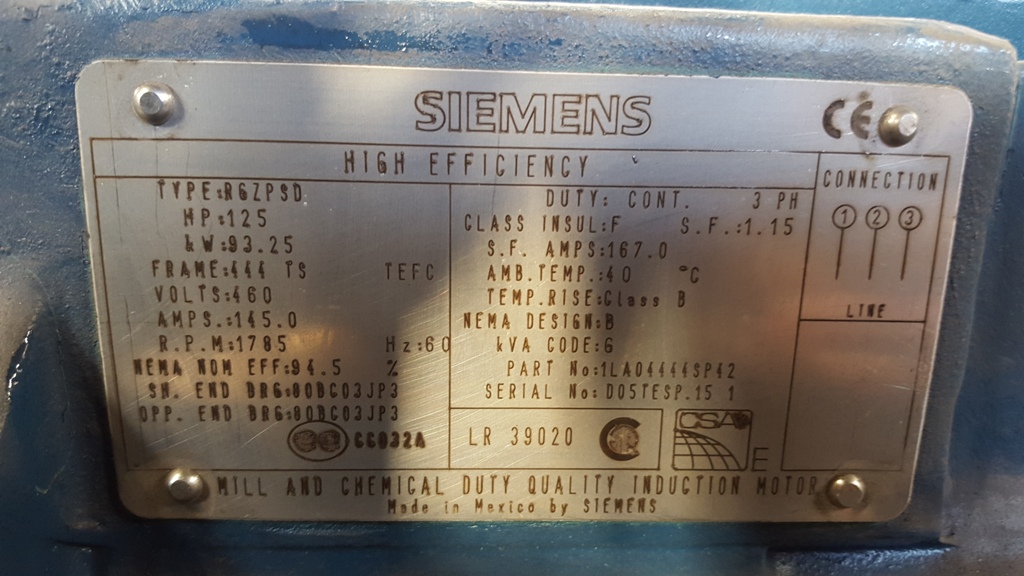 SIEMENS
CE
HIGH EFFICIENCY
TYPE:RGZPSD
HP:125
kW:93.25
FRAME:444 TS TEFC
VOLTS:460
AMPS.:145.0
R.P.M:1785 Hz:60
NEMA NOM EFF:94.5 %
SH. END BRG:80BC03JP3
OPP. END BRG:80BC03JP3
CC032A
DUTY: CONT. 3 PH
CLASS INSUL:F S.F.:1.15
S.F. AMPS:167.0
AMB.TEMP.:40 °C
TEMP.RISE:Class B
NEMA DESIGN:B
kVA CODE:G
PART No:1LA04444SP42
SERIAL No: D05TESP.15 1
LR 39020
CSA
E
CONNECTION
1 2 3
LINE
MILL AND CHEMICAL DUTY QUALITY INDUCTION MOTOR
Made in Mexico by SIEMENS